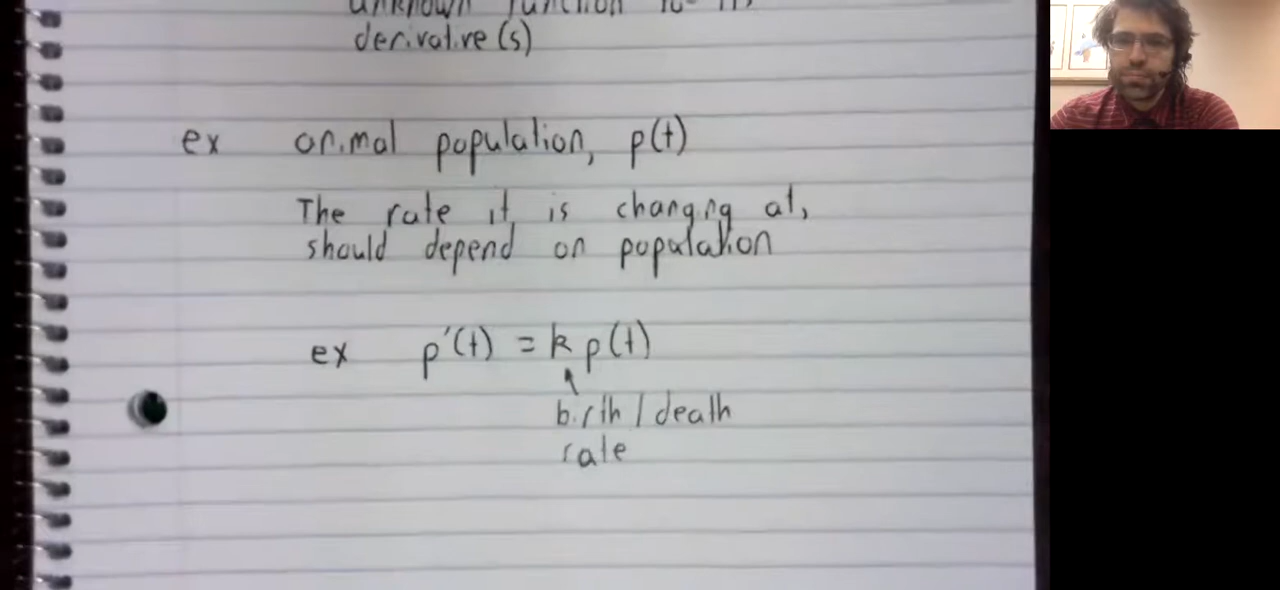 derivative(s)
ex animal population, p(t)
The rate it is changing at,
should depend on population
ex p'(t) = k p(t)
birth / death
rate